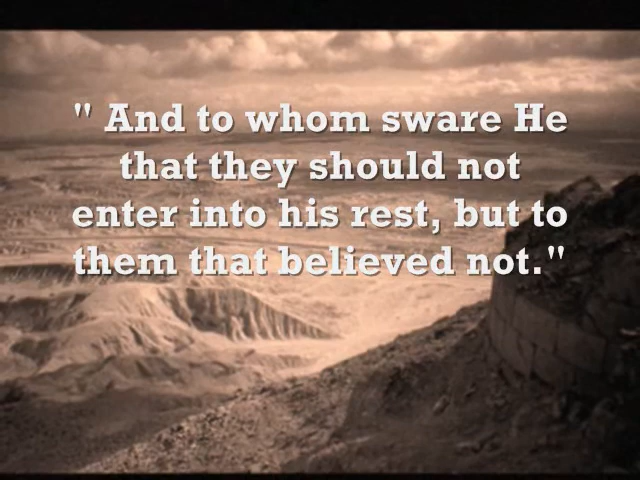 " And to whom sware He
that they should not
enter into his rest, but to
them that believed not."